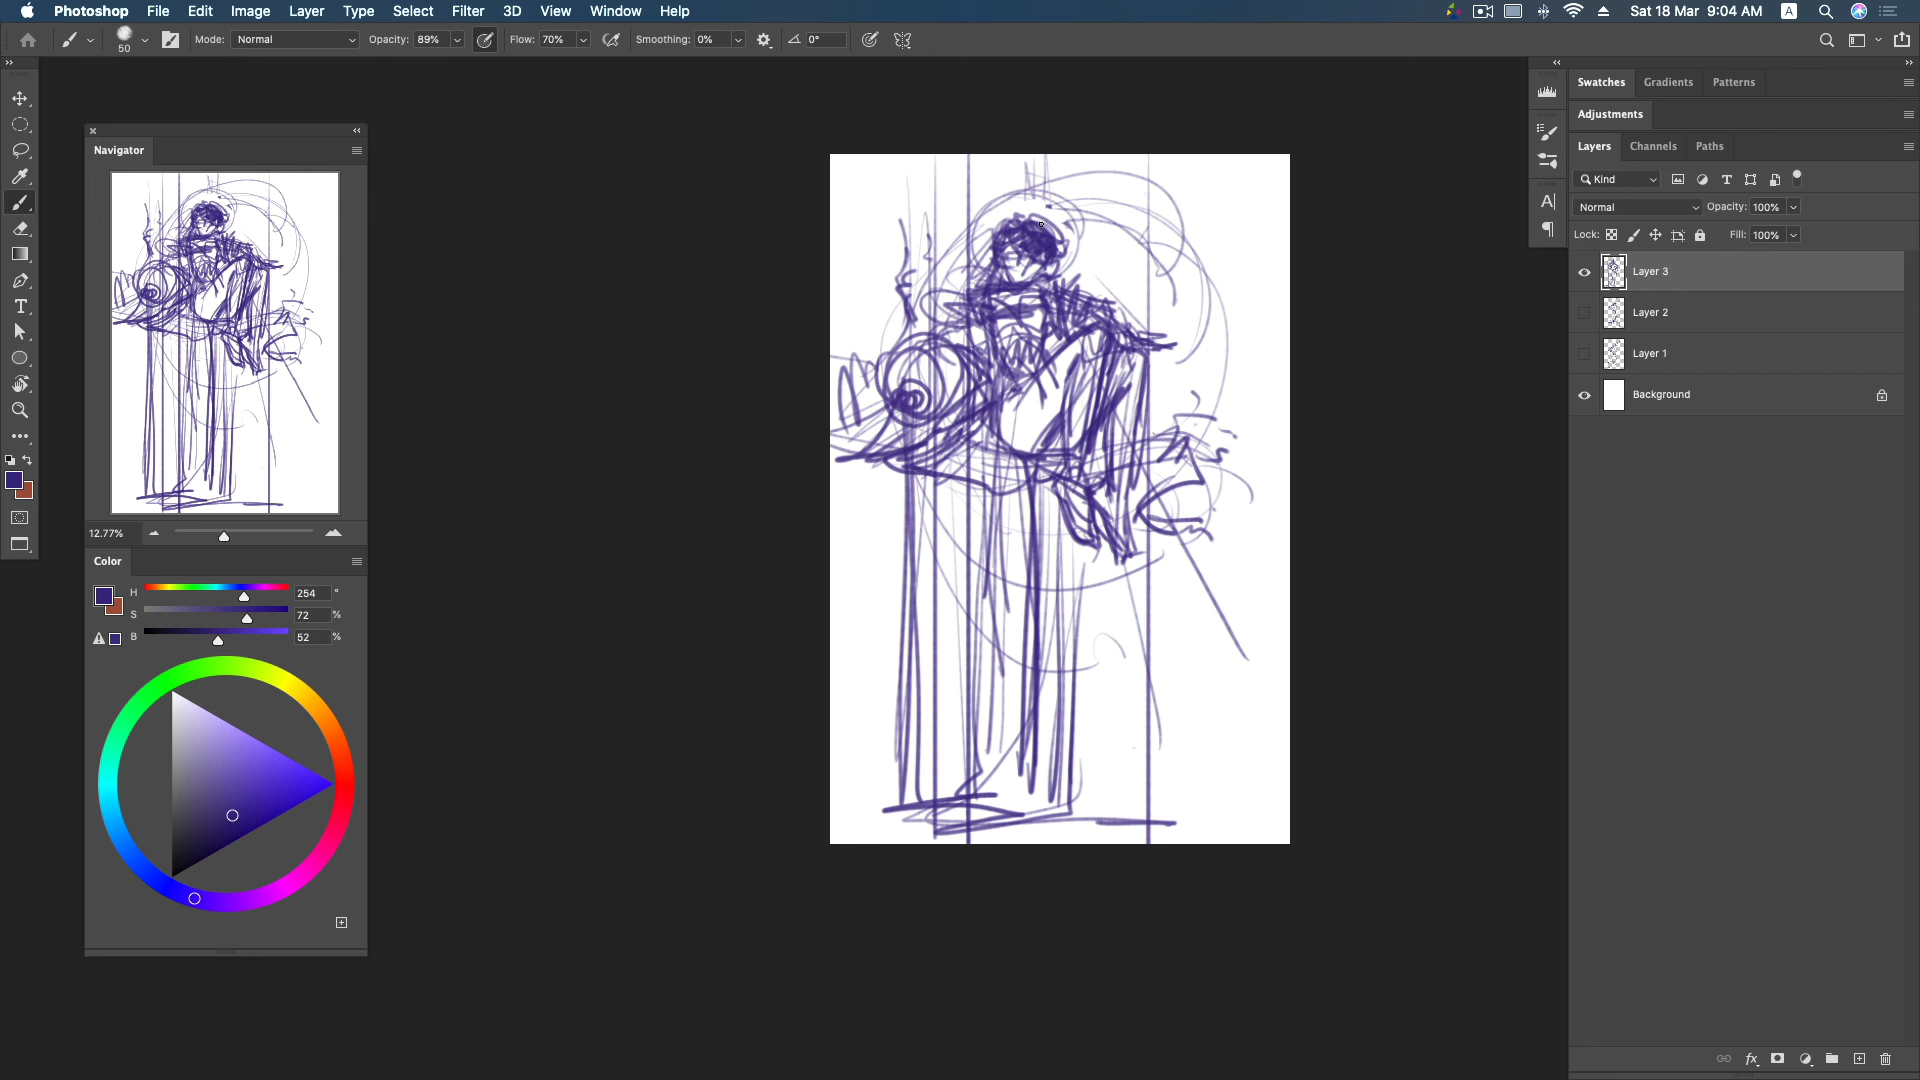 Photoshop File Edit Image Layer Type Select Filter 3D View Window Help Sat 18 Mar 9:04 AM A
50 Mode: Normal Opacity: 89% Flow: 70% Smoothing: 0% 0°
Navigator
12.77%
Color
H 254 °
S 72 %
B 52 %
Swatches Gradients Patterns
Adjustments
Layers Channels Paths
Kind
Normal Opacity: 100%
Lock: Fill: 100%
Layer 3
Layer 2
Layer 1
Background